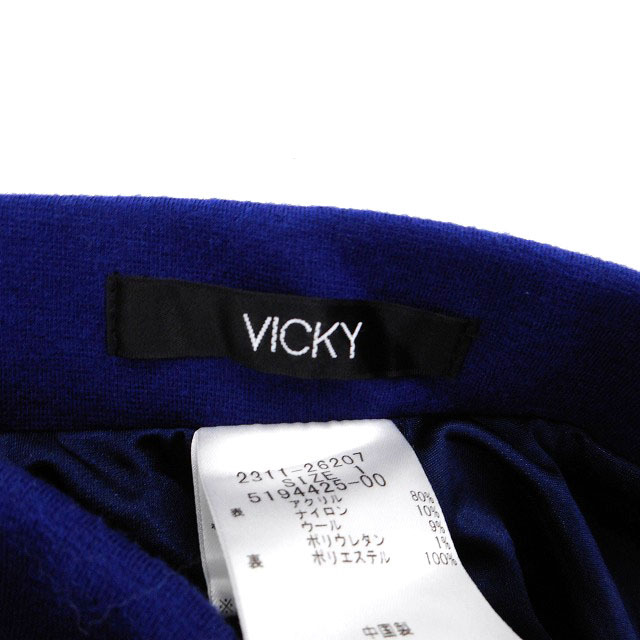 VICKY
2311-26207
SIZE 1
5194425-00
表 アクリル 80%
ナイロン 10%
ウール 9%
ポリウレタン 1%
裏 ポリエステル 100%
中国製